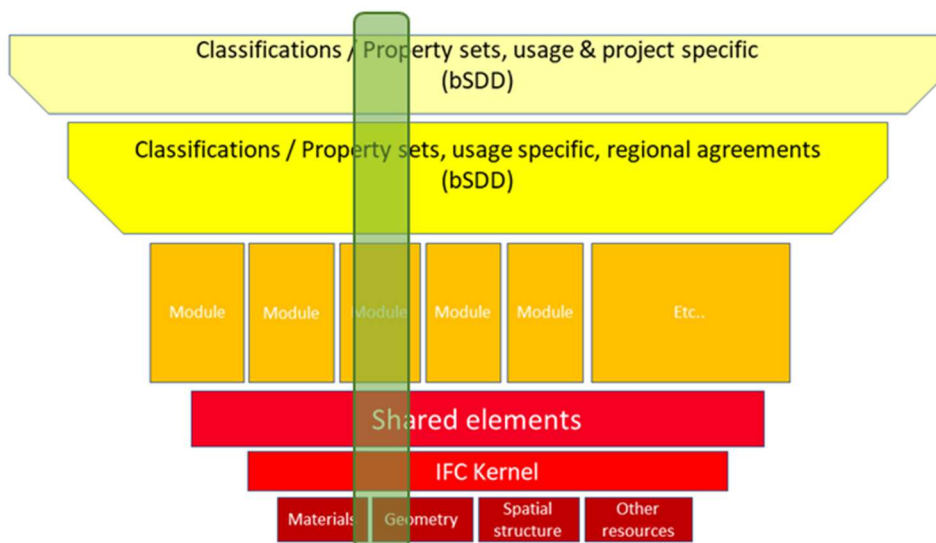 Classifications / Property sets, usage & project specific
(bSDD)
Classifications / Property sets, usage specific, regional agreements
(bSDD)
Module Module Module Module Module Etc..
Shared elements
IFC Kernel
Materials Geometry Spatial structure Other resources